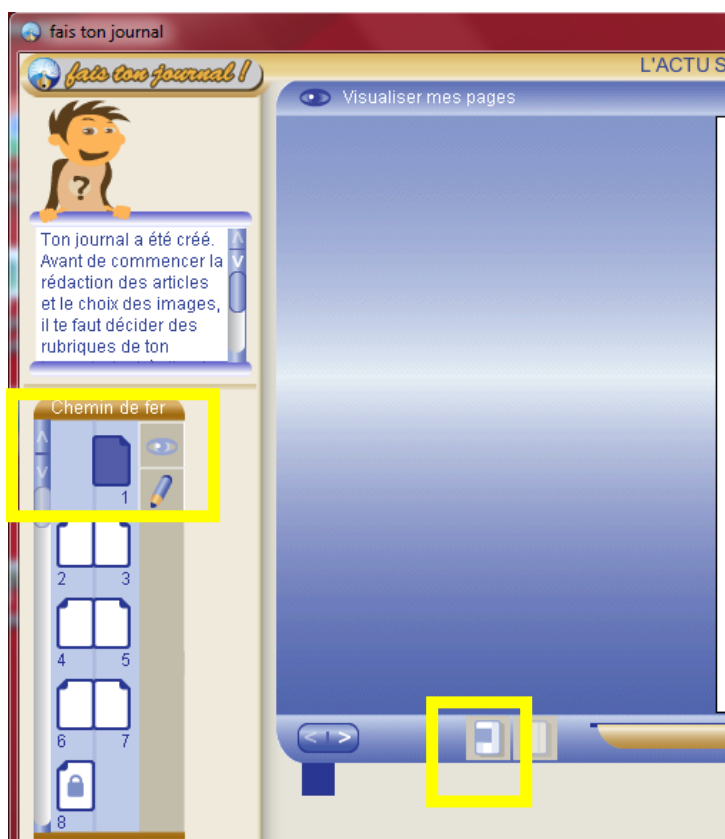 fais ton journal
fais ton journal !
L'ACTU S
Visualiser mes pages
?
Ton journal a été créé.
Avant de commencer la
rédaction des articles
et le choix des images,
il te faut décider des
rubriques de ton
Chemin de fer
1
2 3
4 5
6 7
8